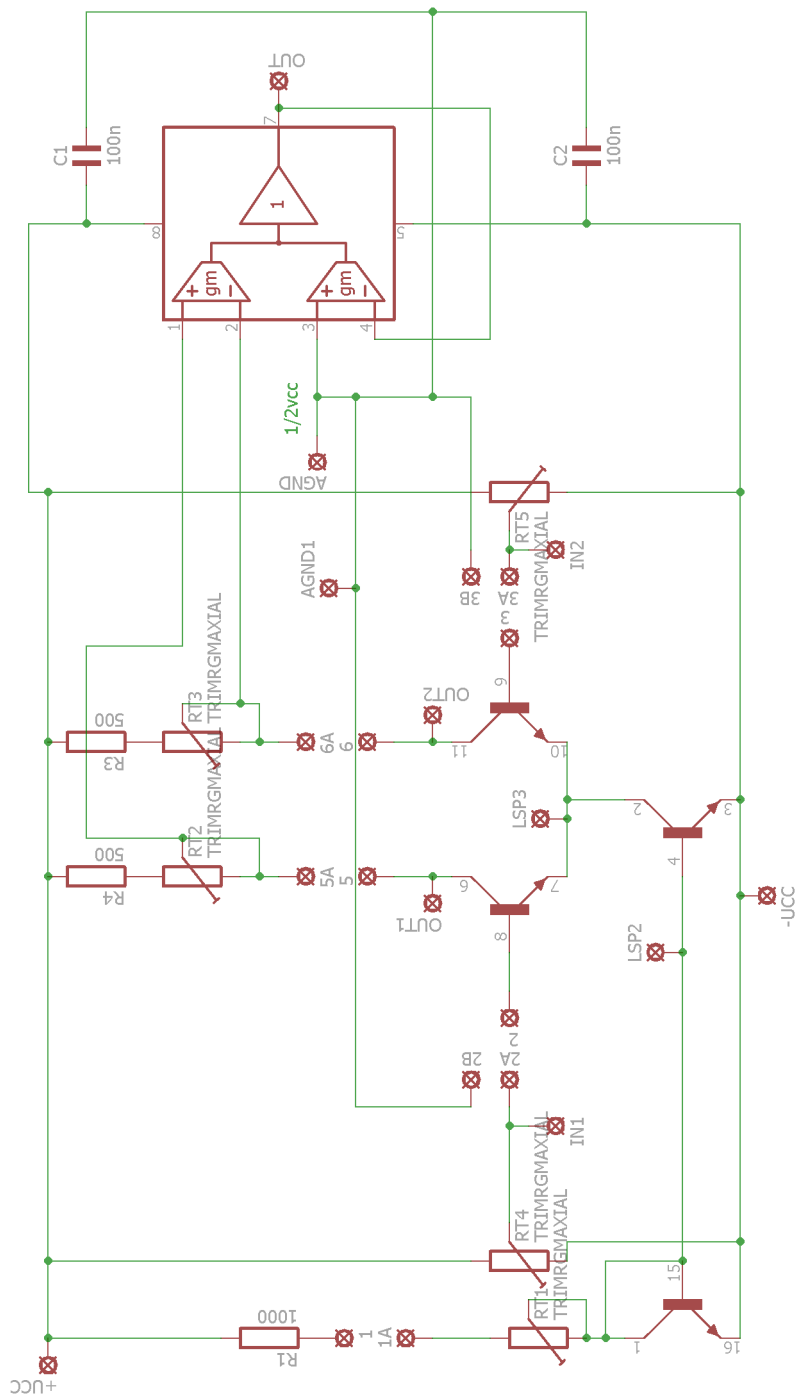 OUT
C1
100n
7
C2
100n
1
8
5
+
gm
−
+
gm
−
1
2
3
4
1/2vcc
AGND
RT5
TRIMRGMAXIAL
AGND1
3B
3A
IN2
3
500
R3
RT3
TRIMRGMAXIAL
9
OUT2
6A
6
11
10
500
R4
RT2
TRIMRGMAXIAL
LSP3
2
3
4
5A
5
6
7
OUT1
8
-UCC
LSP2
2
2B
2A
IN1
RT4
TRIMRGMAXIAL
RT1
TRIMRGMAXIAL
15
1000
R1
1
1A
1
16
+UCC